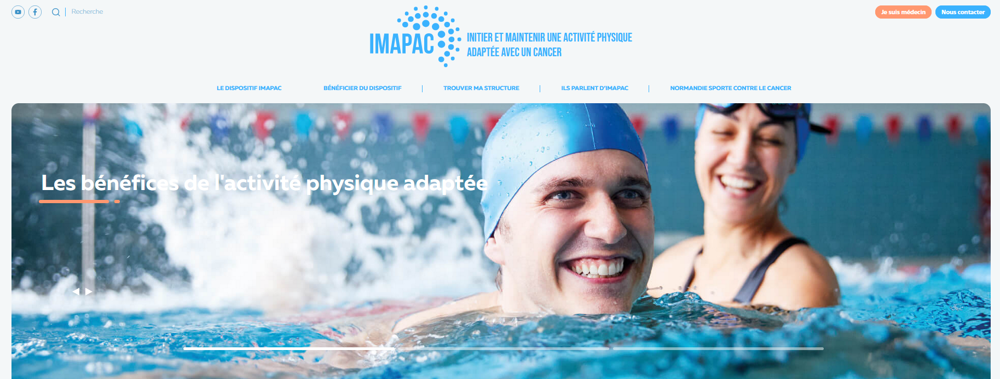 Recherche
Je suis médecin
Nous contacter
IMAPAC
INITIER ET MAINTENIR UNE ACTIVITÉ PHYSIQUE
ADAPTÉE AVEC UN CANCER
LE DISPOSITIF IMAPAC
BÉNÉFICIER DU DISPOSITIF
TROUVER MA STRUCTURE
ILS PARLENT D'IMAPAC
NORMANDIE SPORTE CONTRE LE CANCER
Les bénéfices de l'activité physique adaptée